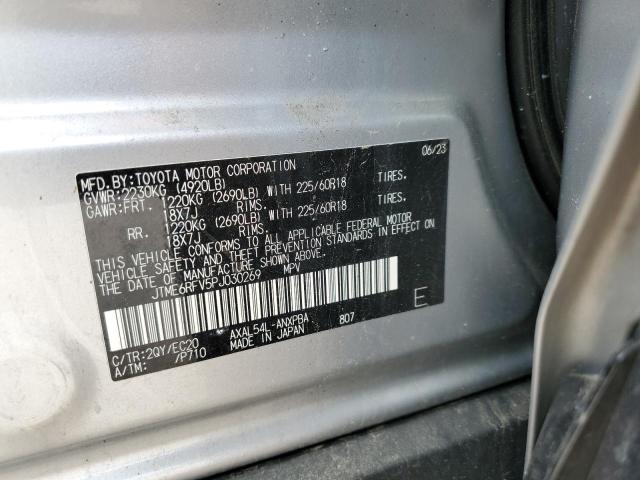 MFD. BY: TOYOTA MOTOR CORPORATION 06/23
GVWR: 2230KG (4920LB)
GAWR: FRT. 1220KG (2690LB) WITH 225/60R18 TIRES.
18X7J RIMS.
RR. 1220KG (2690LB) WITH 225/60R18 TIRES.
18X7J RIMS.
THIS VEHICLE CONFORMS TO ALL APPLICABLE FEDERAL MOTOR
VEHICLE SAFETY AND THEFT PREVENTION STANDARDS IN EFFECT ON
THE DATE OF MANUFACTURE SHOWN ABOVE.
JTME6RFV5PJ030269 MPV
E
C/TR: 2QY/EC20 AXAL54L-ANXPBA 807
A/TM: /P710 MADE IN JAPAN